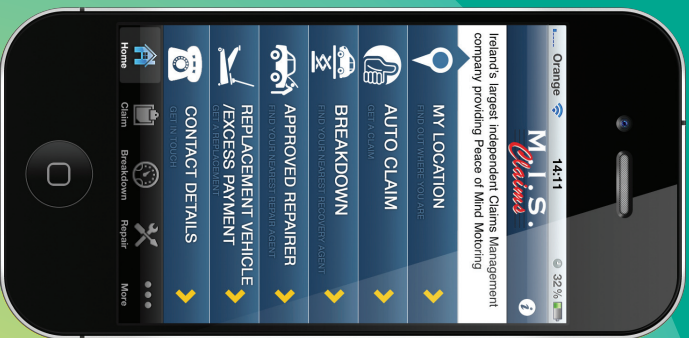 Orange 14:11 32%
M.I.S.
Claims
i
Ireland's largest independent Claims Management
company providing Peace of Mind Motoring
MY LOCATION
FIND OUT WHERE YOU ARE
AUTO CLAIM
GET A CLAIM
BREAKDOWN
FIND YOUR NEAREST RECOVERY AGENT
APPROVED REPAIRER
FIND YOUR NEAREST REPAIR AGENT
REPLACEMENT VEHICLE
/EXCESS PAYMENT
GET A REPLACEMENT
CONTACT DETAILS
GET IN TOUCH
Home Claim Breakdown Repair More